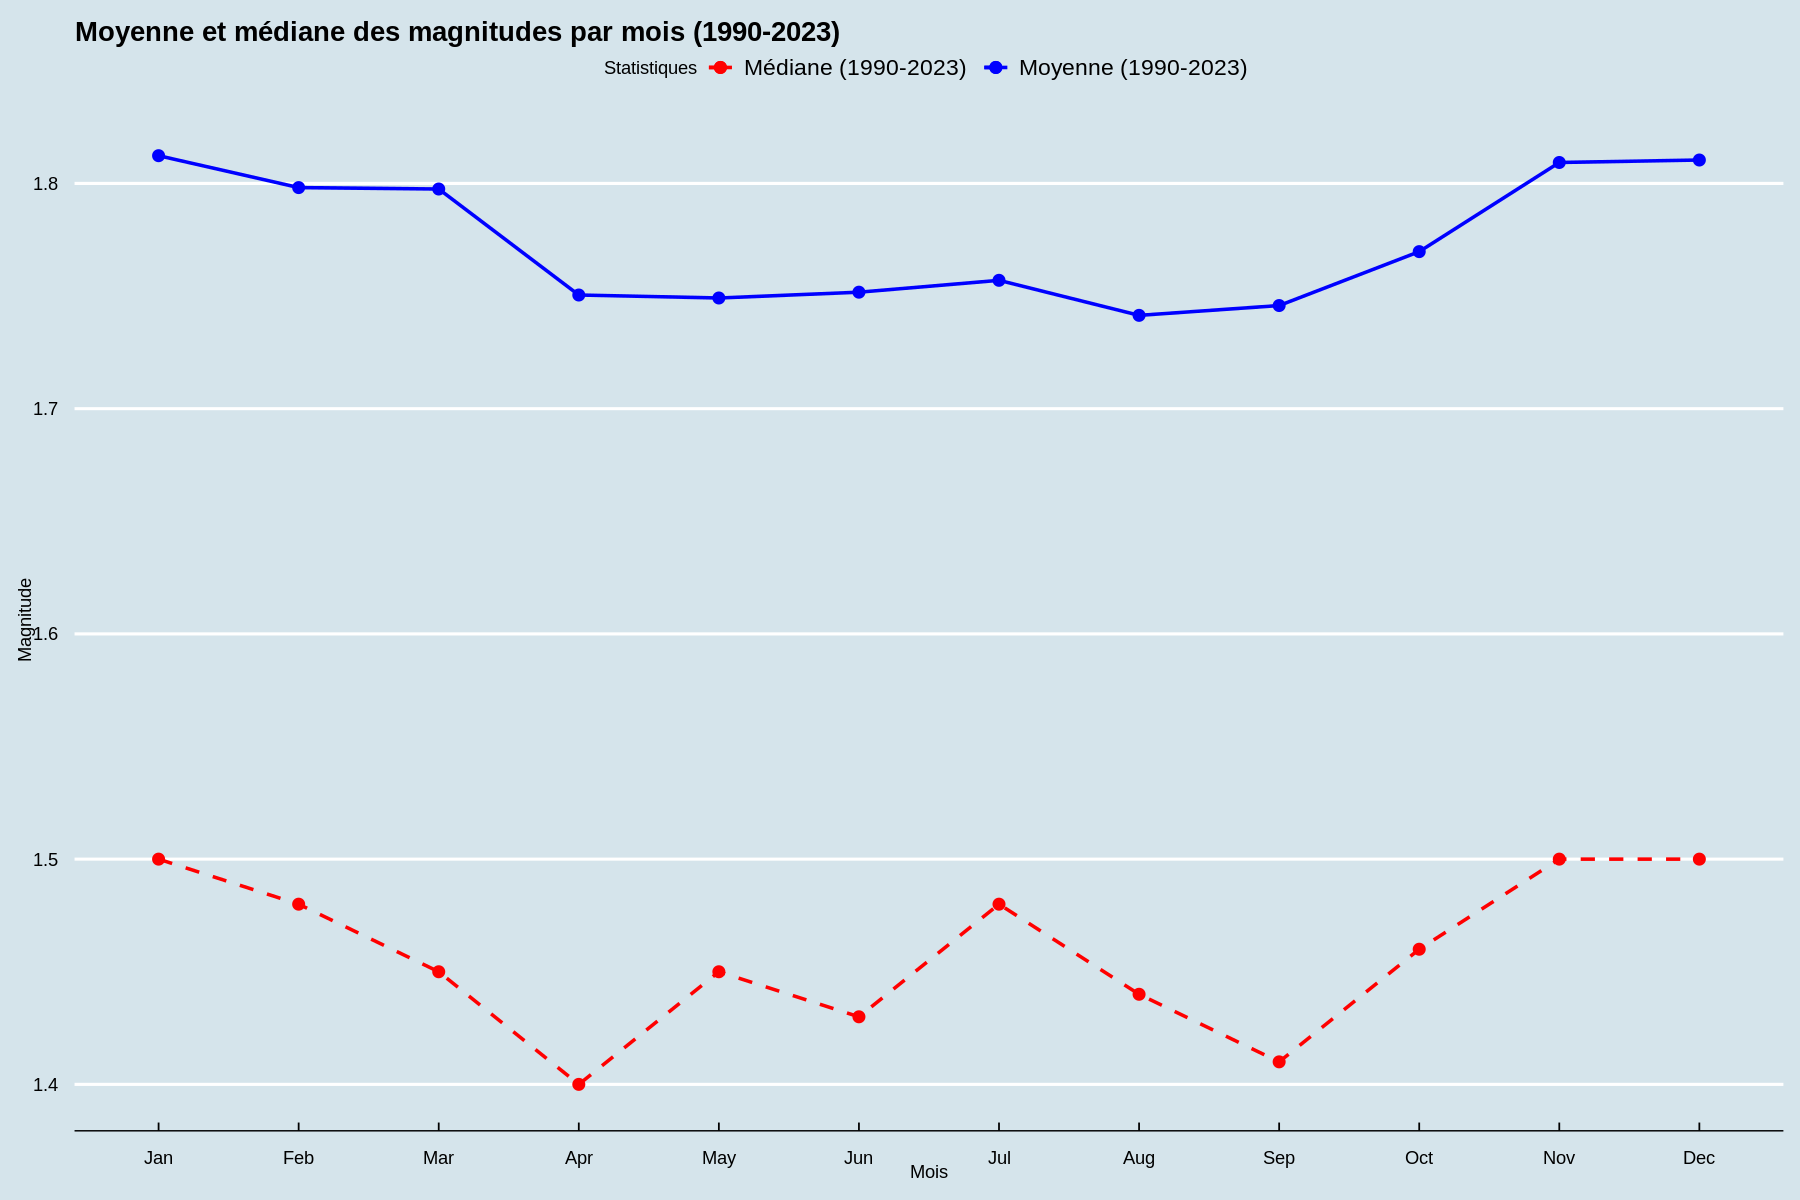 Moyenne et médiane des magnitudes par mois (1990-2023)
Statistiques Médiane (1990-2023) Moyenne (1990-2023)
1.8
1.7
Magnitude
1.6
1.5
1.4
Jan Feb Mar Apr May Jun Jul Aug Sep Oct Nov Dec
Mois